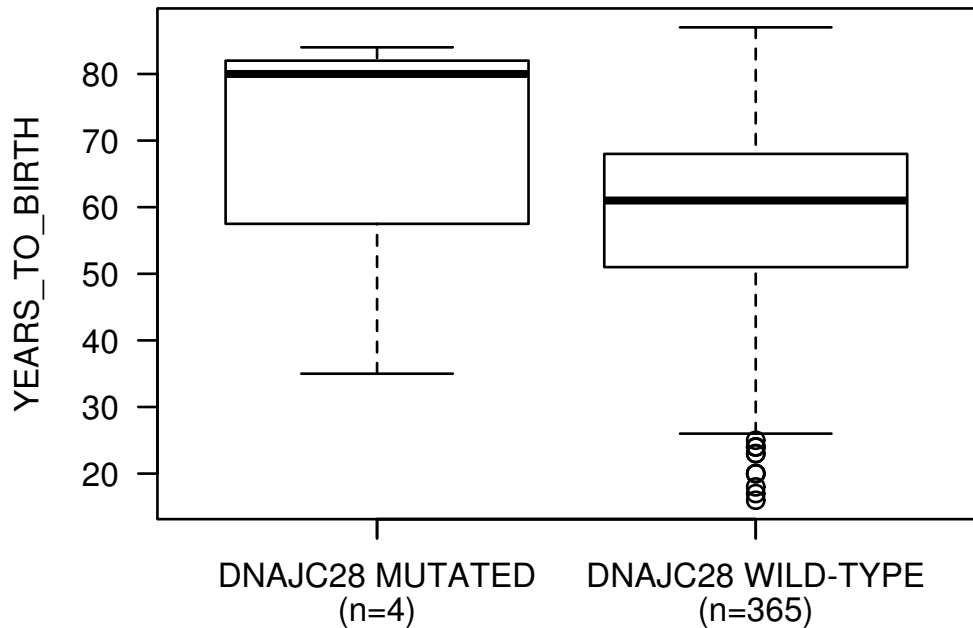 YEARS_TO_BIRTH
80
70
60
50
40
30
20
DNAJC28 MUTATED
(n=4)
DNAJC28 WILD-TYPE
(n=365)